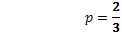 p = 2/3